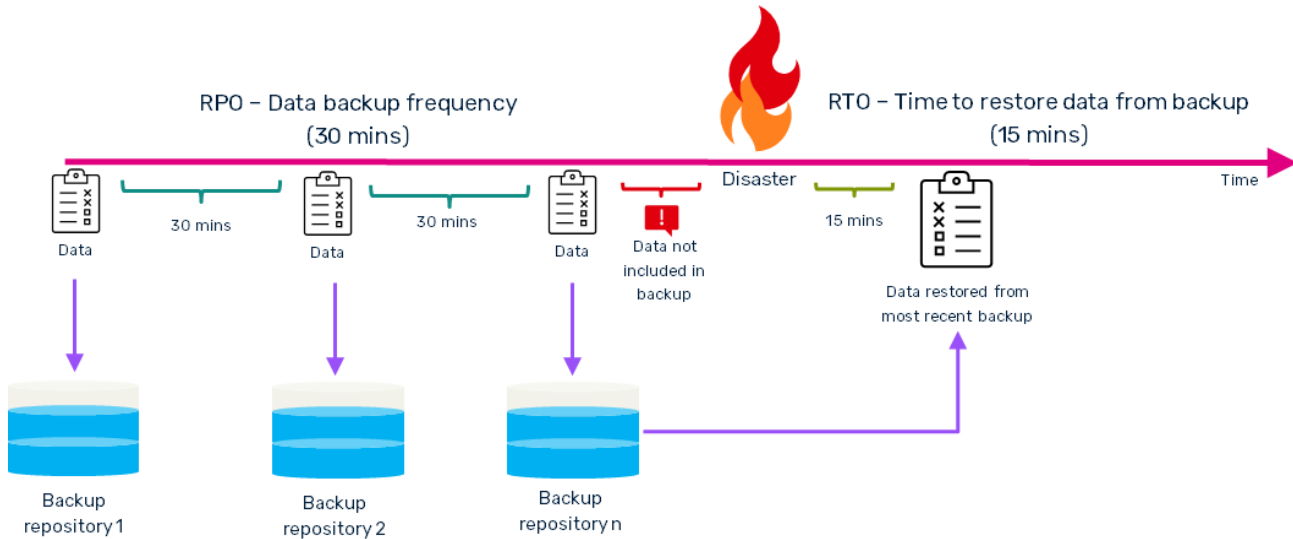 RPO – Data backup frequency
(30 mins)
RTO – Time to restore data from backup
(15 mins)
Disaster
Time
30 mins
30 mins
15 mins
Data
Data
Data
!
Data not
included in
backup
Data restored from
most recent backup
Backup
repository 1
Backup
repository 2
Backup
repository n